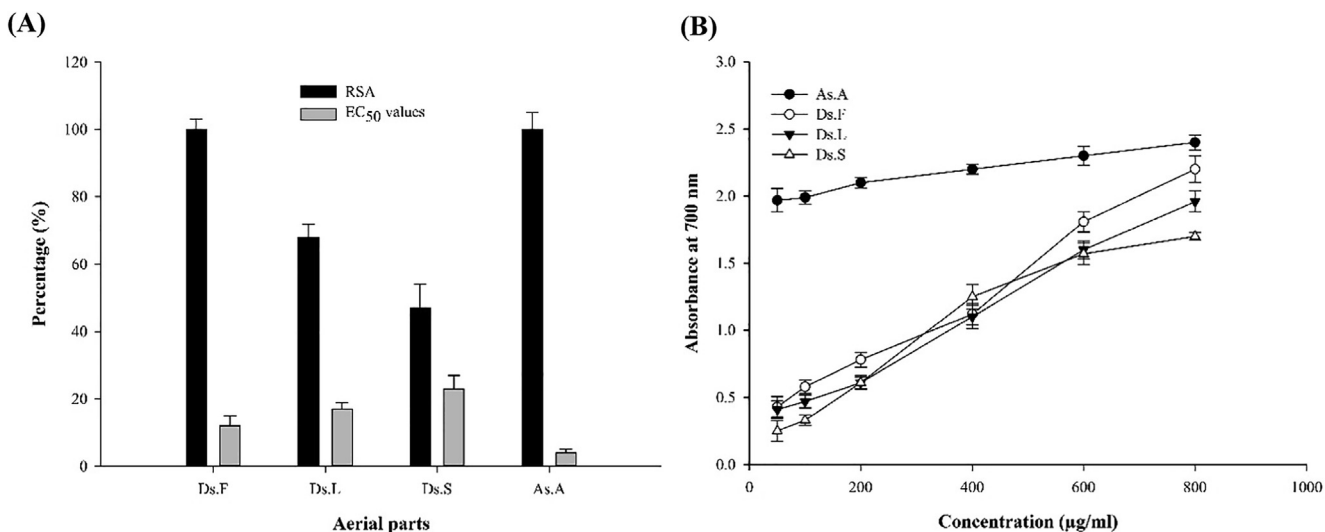 (A)
120
100
80
60
40
20
0
Percentage (%)
RSA
EC50 values
Ds.F Ds.L Ds.S As.A
Aerial parts
(B)
3.0
2.5
2.0
1.5
1.0
0.5
0.0
Absorbance at 700 nm
As.A
Ds.F
Ds.L
Ds.S
0 200 400 600 800 1000
Concentration (µg/ml)